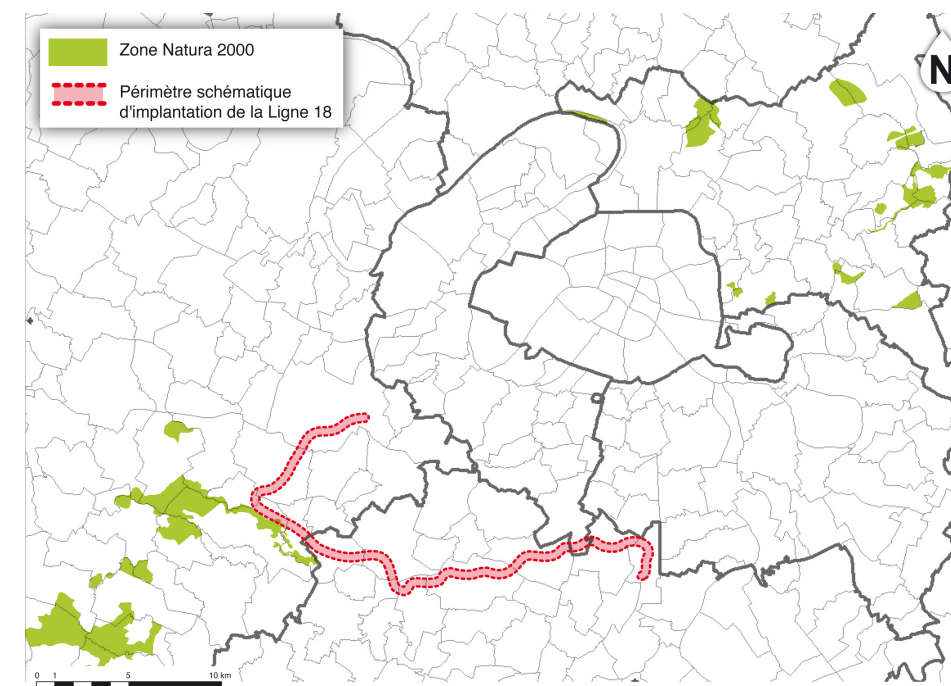 Zone Natura 2000
Périmètre schématique
d'implantation de la Ligne 18
N
0 1 5 10 km